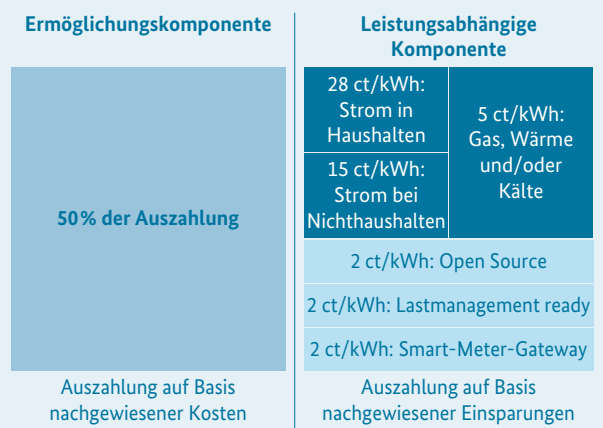 Ermöglichungskomponente
50% der Auszahlung
Auszahlung auf Basis
nachgewiesener Kosten
Leistungsabhängige
Komponente
28 ct/kWh:
Strom in
Haushalten
15 ct/kWh:
Strom bei
Nichthaushalten
5 ct/kWh:
Gas, Wärme
und/oder
Kälte
2 ct/kWh: Open Source
2 ct/kWh: Lastmanagement ready
2 ct/kWh: Smart-Meter-Gateway
Auszahlung auf Basis
nachgewiesener Einsparungen